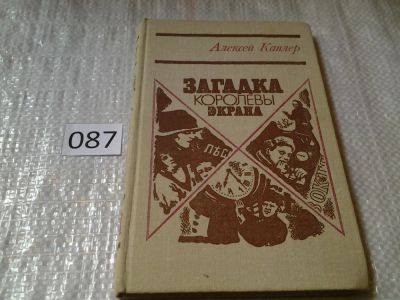 Алексей Каплер
ЗАГАДКА
КОРОЛЕВЫ
ЭКРАНА
087